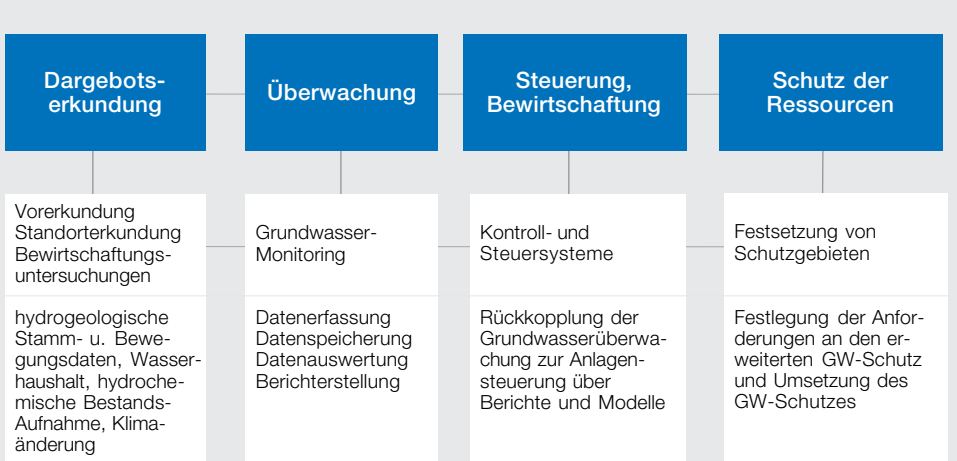 Dargebots-
erkundung
Überwachung
Steuerung,
Bewirtschaftung
Schutz der
Ressourcen
Vorerkundung
Standorterkundung
Bewirtschaftungs-
untersuchungen
Grundwasser-
Monitoring
Kontroll- und
Steuersysteme
Festsetzung von
Schutzgebieten
hydrogeologische
Stamm- u. Bewe-
gungsdaten, Wasser-
haushalt, hydroche-
mische Bestands-
Aufnahme, Klima-
änderung
Datenerfassung
Datenspeicherung
Datenauswertung
Berichterstellung
Rückkopplung der
Grundwasserüberwa-
chung zur Anlagen-
steuerung über
Berichte und Modelle
Festlegung der Anfor-
derungen an den er-
weiterten GW-Schutz
und Umsetzung des
GW-Schutzes